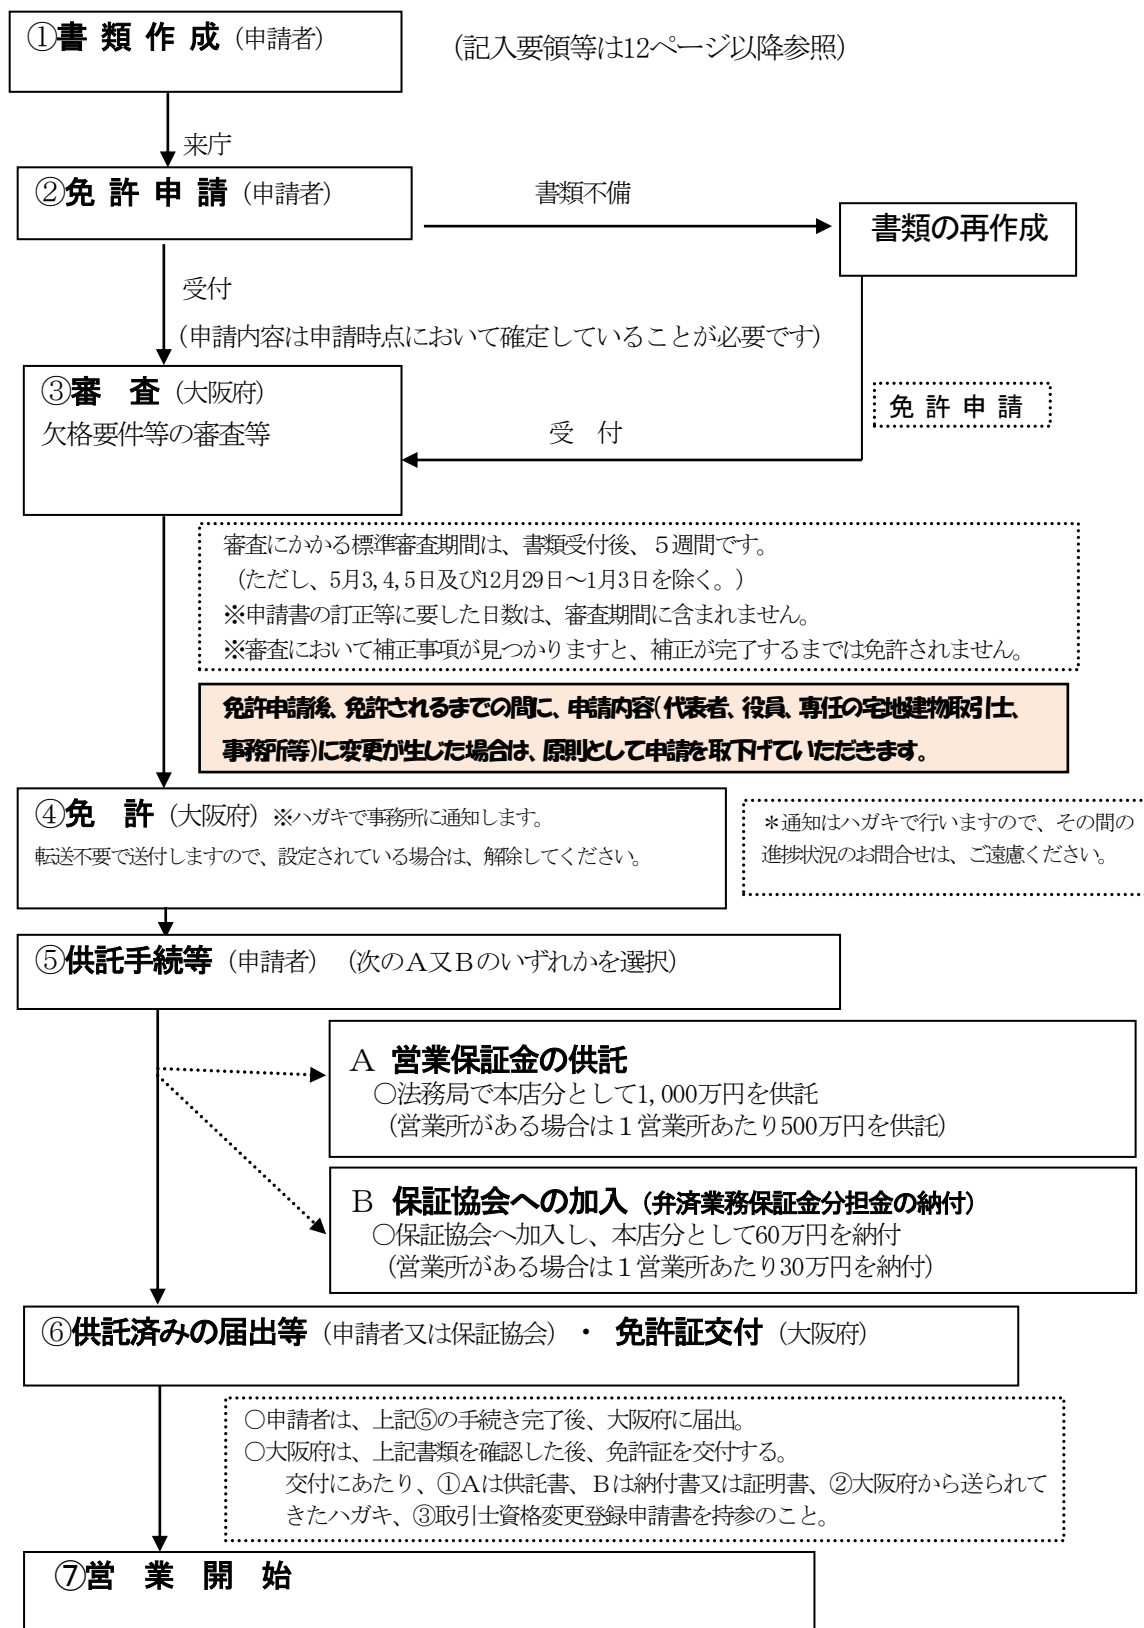 ①書 類 作 成（申請者）
（記入要領等は12ページ以降参照）
来庁
②免 許 申 請（申請者）
書類不備
書類の再作成
受付
（申請内容は申請時点において確定していることが必要です）
③審　査（大阪府）
欠格要件等の審査等
免 許 申 請
受　付
審査にかかる標準審査期間は、書類受付後、５週間です。
（ただし、5月3,4,5日及び12月29日～1月3日を除く。）
※申請書の訂正等に要した日数は、審査期間に含まれません。
※審査において補正事項が見つかりますと、補正が完了するまでは免許されません。
免許申請後、免許されるまでの間に、申請内容（代表者、役員、専任の宅地建物取引士、
事務所等）に変更が生じた場合は、原則として申請を取下げていただきます。
④免　許（大阪府）※ハガキで事務所に通知します。
転送不要で送付しますので、設定されている場合は、解除してください。
＊通知はハガキで行いますので、その間の
進捗状況のお問合せは、ご遠慮ください。
⑤供託手続等（申請者）（次のＡ又Ｂのいずれかを選択）
Ａ 営業保証金の供託
○法務局で本店分として1,000万円を供託
（営業所がある場合は１営業所あたり500万円を供託）
Ｂ 保証協会への加入（弁済業務保証金分担金の納付）
○保証協会へ加入し、本店分として60万円を納付
（営業所がある場合は１営業所あたり30万円を納付）
⑥供託済みの届出等（申請者又は保証協会）・ 免許証交付（大阪府）
○申請者は、上記⑤の手続き完了後、大阪府に届出。
○大阪府は、上記書類を確認した後、免許証を交付する。
交付にあたり、①Ａは供託書、Ｂは納付書又は証明書、②大阪府から送られて
きたハガキ、③取引士資格変更登録申請書を持参のこと。
⑦営　業　開　始